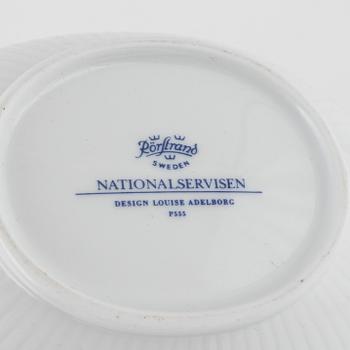 Rörstrand
SWEDEN
NATIONALSERVISEN
DESIGN LOUISE ADELBORG
P555